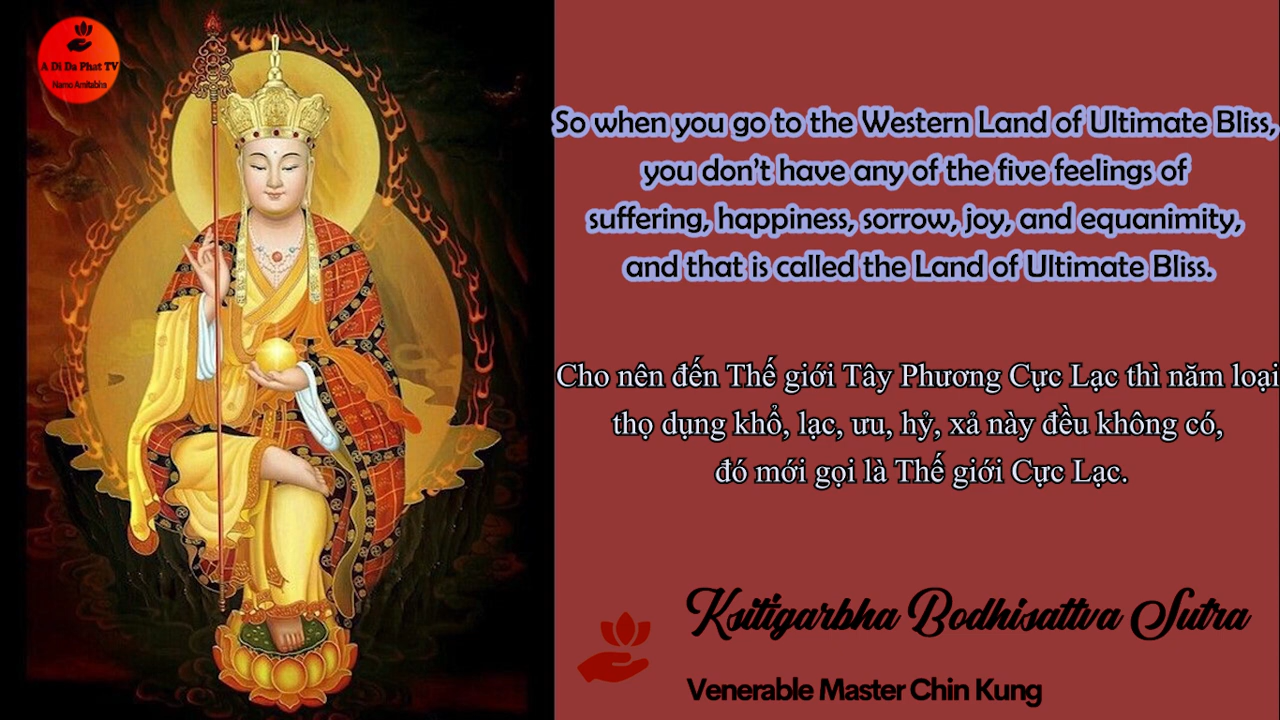 A Di Da Phat TV
Namo Amitabha
So when you go to the Western Land of Ultimate Bliss,
you don’t have any of the five feelings of
suffering, happiness, sorrow, joy, and equanimity,
and that is called the Land of Ultimate Bliss.
Cho nên đến Thế giới Tây Phương Cực Lạc thì năm loại
thọ dụng khổ, lạc, ưu, hỷ, xả này đều không có,
đó mới gọi là Thế giới Cực Lạc.
Ksitigarbha Bodhisattva Sutra
Venerable Master Chin Kung